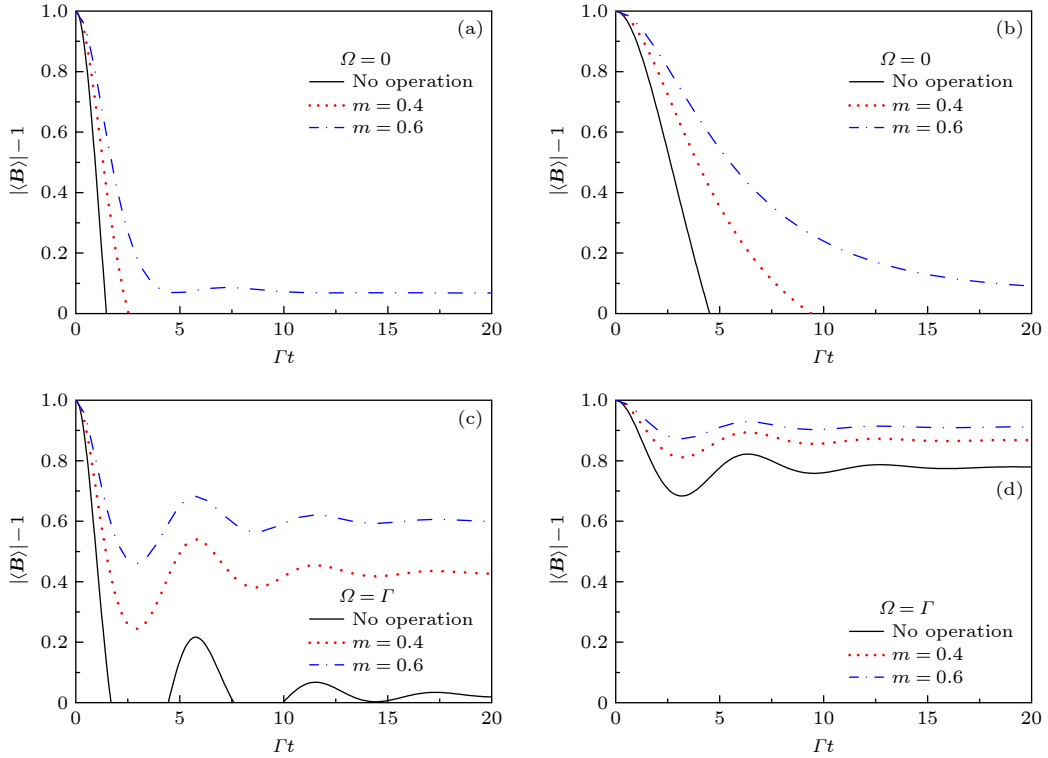 (a)
Ω = 0
No operation
m = 0.4
m = 0.6
|⟨B⟩| − 1
1.0
0.8
0.6
0.4
0.2
0
0 5 10 15 20
Γt
(b)
Ω = 0
No operation
m = 0.4
m = 0.6
|⟨B⟩| − 1
1.0
0.8
0.6
0.4
0.2
0
0 5 10 15 20
Γt
(c)
Ω = Γ
No operation
m = 0.4
m = 0.6
|⟨B⟩| − 1
1.0
0.8
0.6
0.4
0.2
0
0 5 10 15 20
Γt
(d)
Ω = Γ
No operation
m = 0.4
m = 0.6
|⟨B⟩| − 1
1.0
0.8
0.6
0.4
0.2
0
0 5 10 15 20
Γt